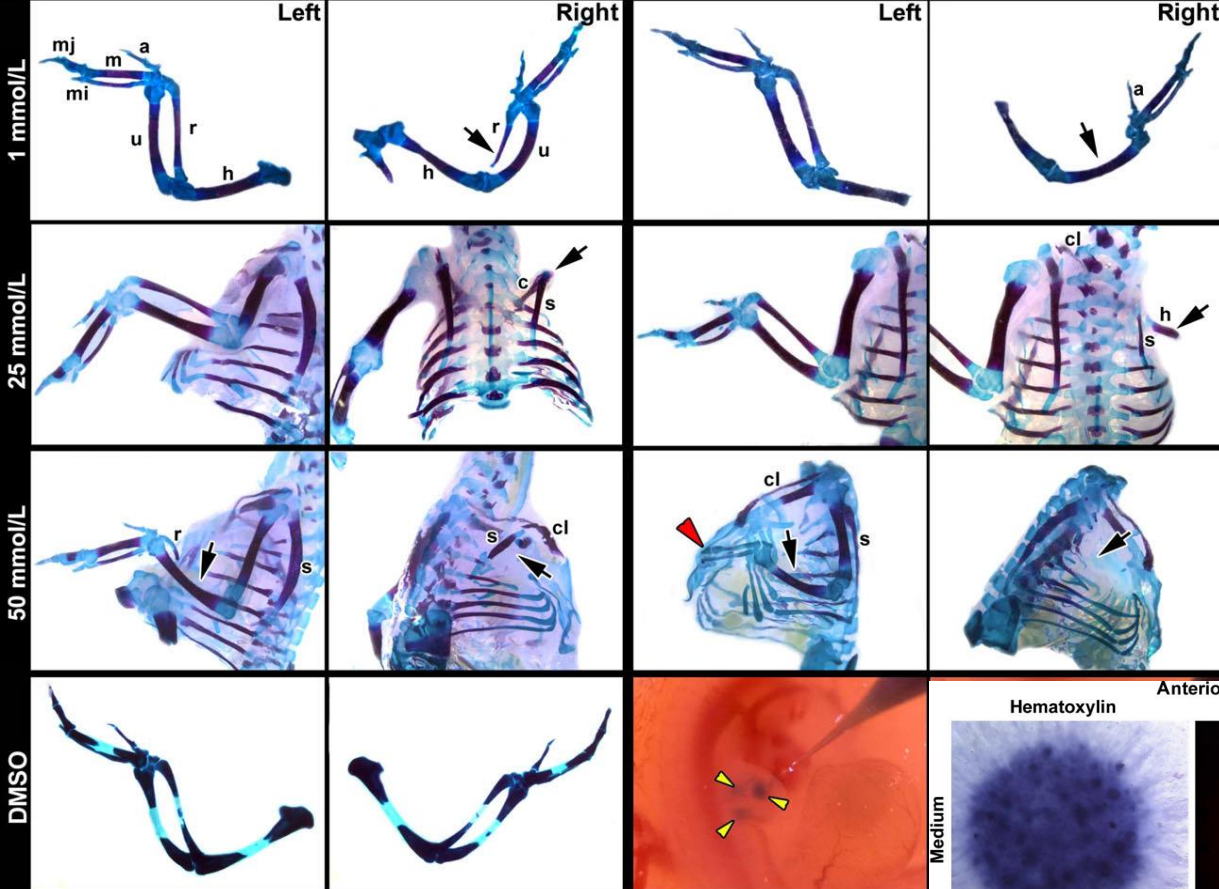 Left
Right
Left
Right
1 mmol/L
mj
a
m
mi
u
r
h
r
h
u
a
25 mmol/L
c
s
cl
h
s
50 mmol/L
r
s
s
cl
cl
s
DMSO
Anterio
Hematoxylin
Medium